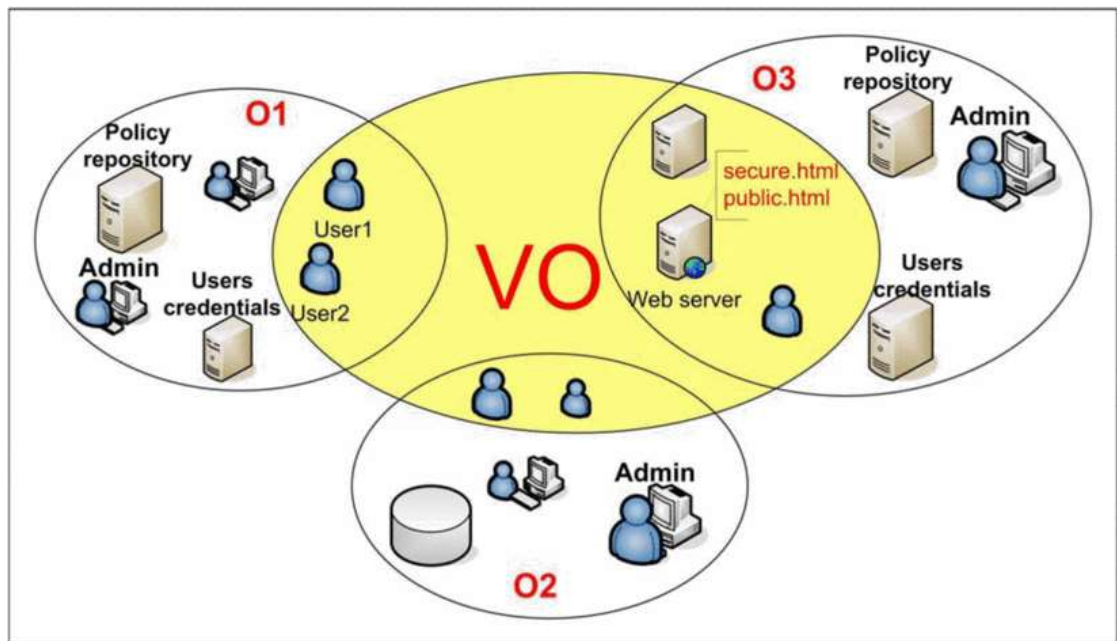 O1
Policy
repository
User1
Admin
Users
credentials
User2
VO
O3
Policy
repository
Admin
secure.html
public.html
Web server
Users
credentials
Admin
O2